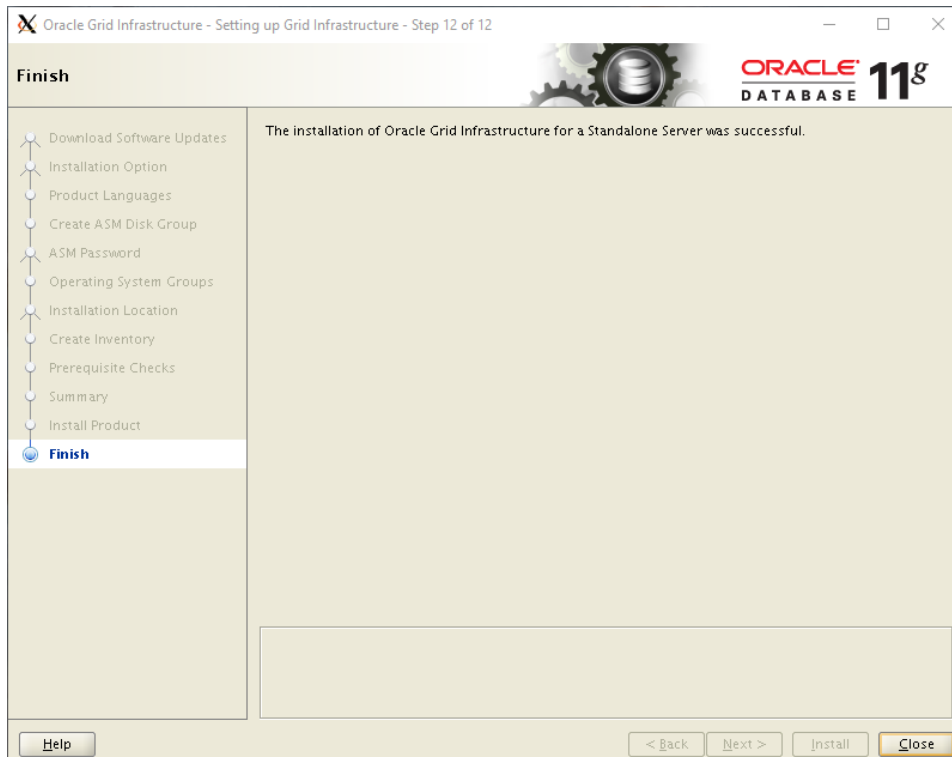 Oracle Grid Infrastructure - Setting up Grid Infrastructure - Step 12 of 12
Finish
ORACLE
DATABASE
11g
Download Software Updates
Installation Option
Product Languages
Create ASM Disk Group
ASM Password
Operating System Groups
Installation Location
Create Inventory
Prerequisite Checks
Summary
Install Product
Finish
The installation of Oracle Grid Infrastructure for a Standalone Server was successful.
Help
< Back
Next >
Install
Close